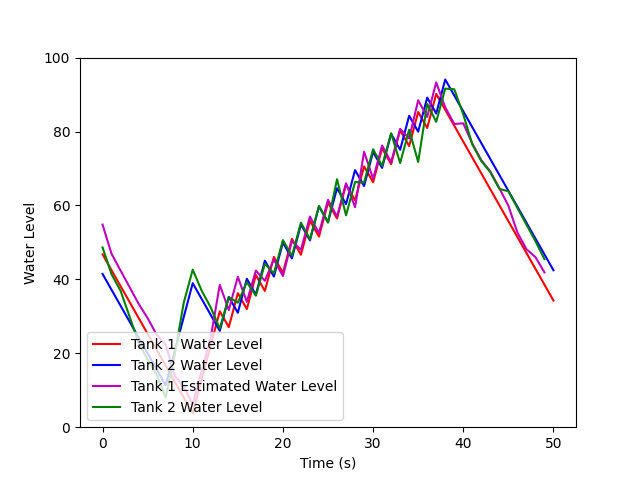 100
80
60
40
20
0
Water Level
Tank 1 Water Level
Tank 2 Water Level
Tank 1 Estimated Water Level
Tank 2 Water Level
0 10 20 30 40 50
Time (s)